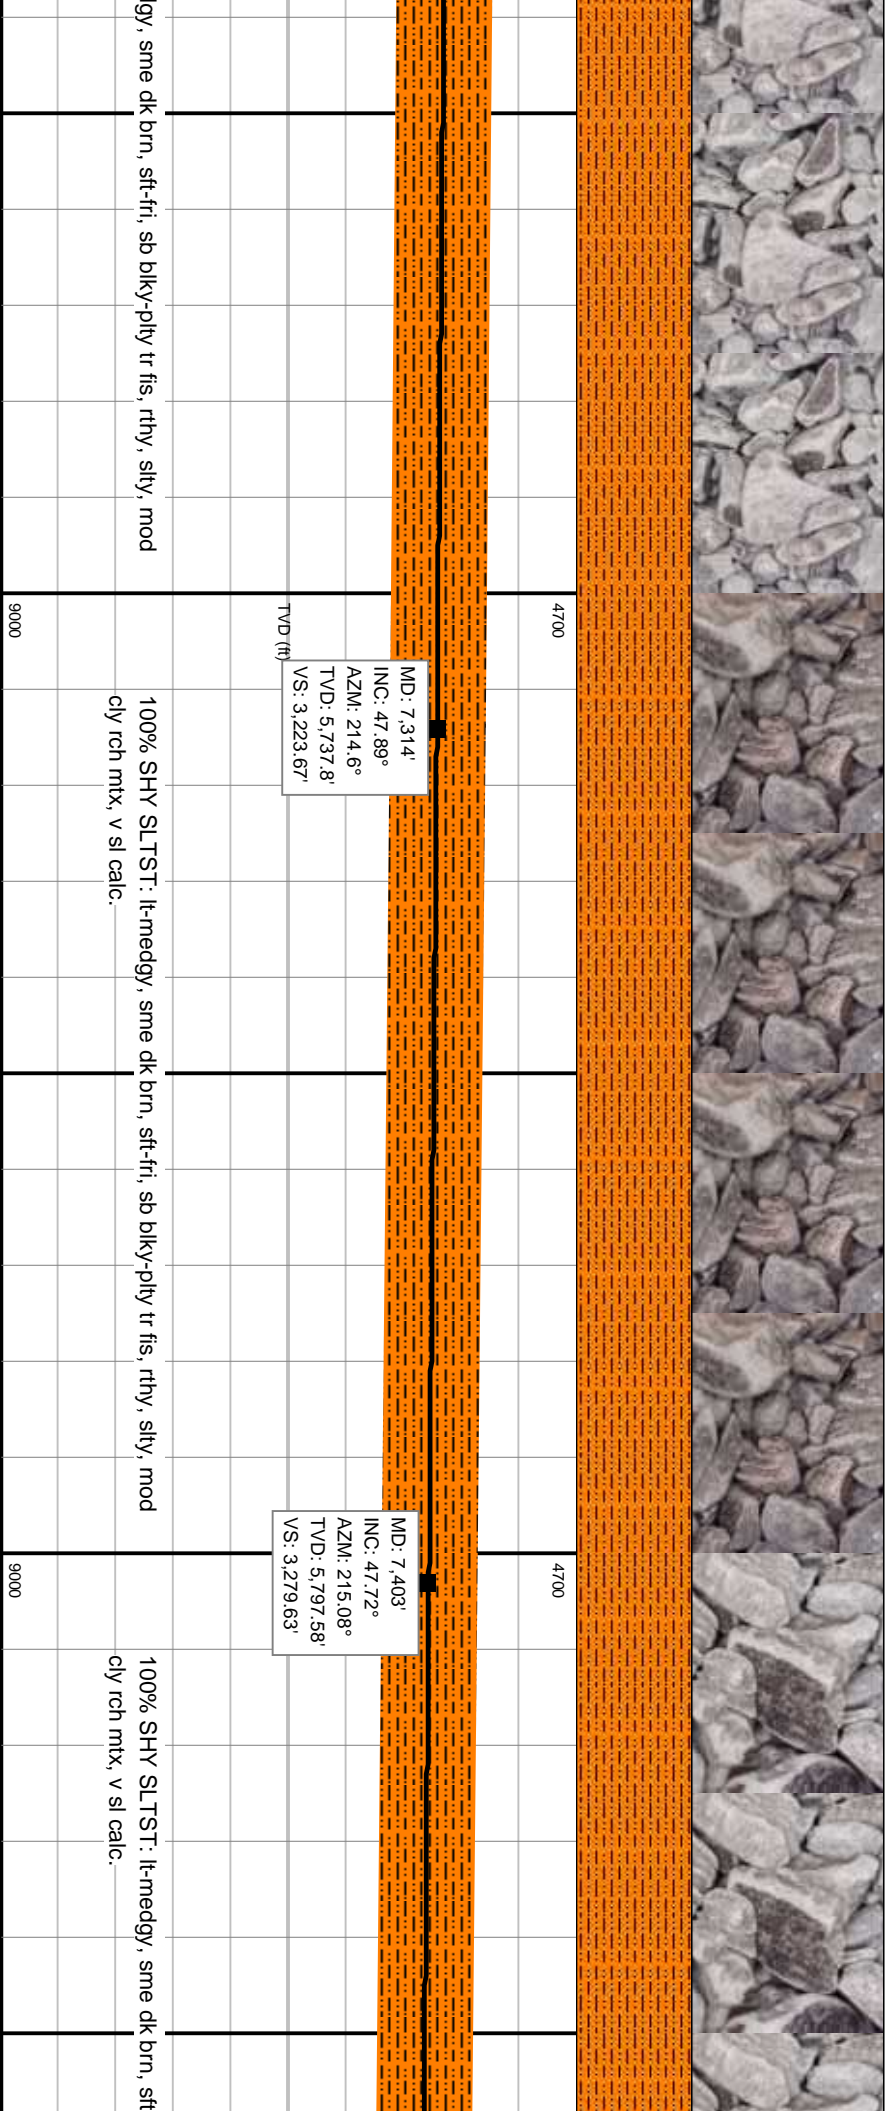 lgy, sme dk brn, sft-fri, sb blky-plty tr fis, rthy, slty, mod
4700
TVD (ft)
9000
MD: 7,314'
INC: 47.89°
AZM: 214.6°
TVD: 5,737.8'
VS: 3,223.67'
100% SHY SLTST: lt-medgy, sme dk brn, sft-fri, sb blky-plty tr fis, rthy, slty, mod
cly rch mtx, v sl calc.
4700
9000
MD: 7,403'
INC: 47.72°
AZM: 215.08°
TVD: 5,797.58'
VS: 3,279.63'
100% SHY SLTST: lt-medgy, sme dk brn, sft
cly rch mtx, v sl calc.